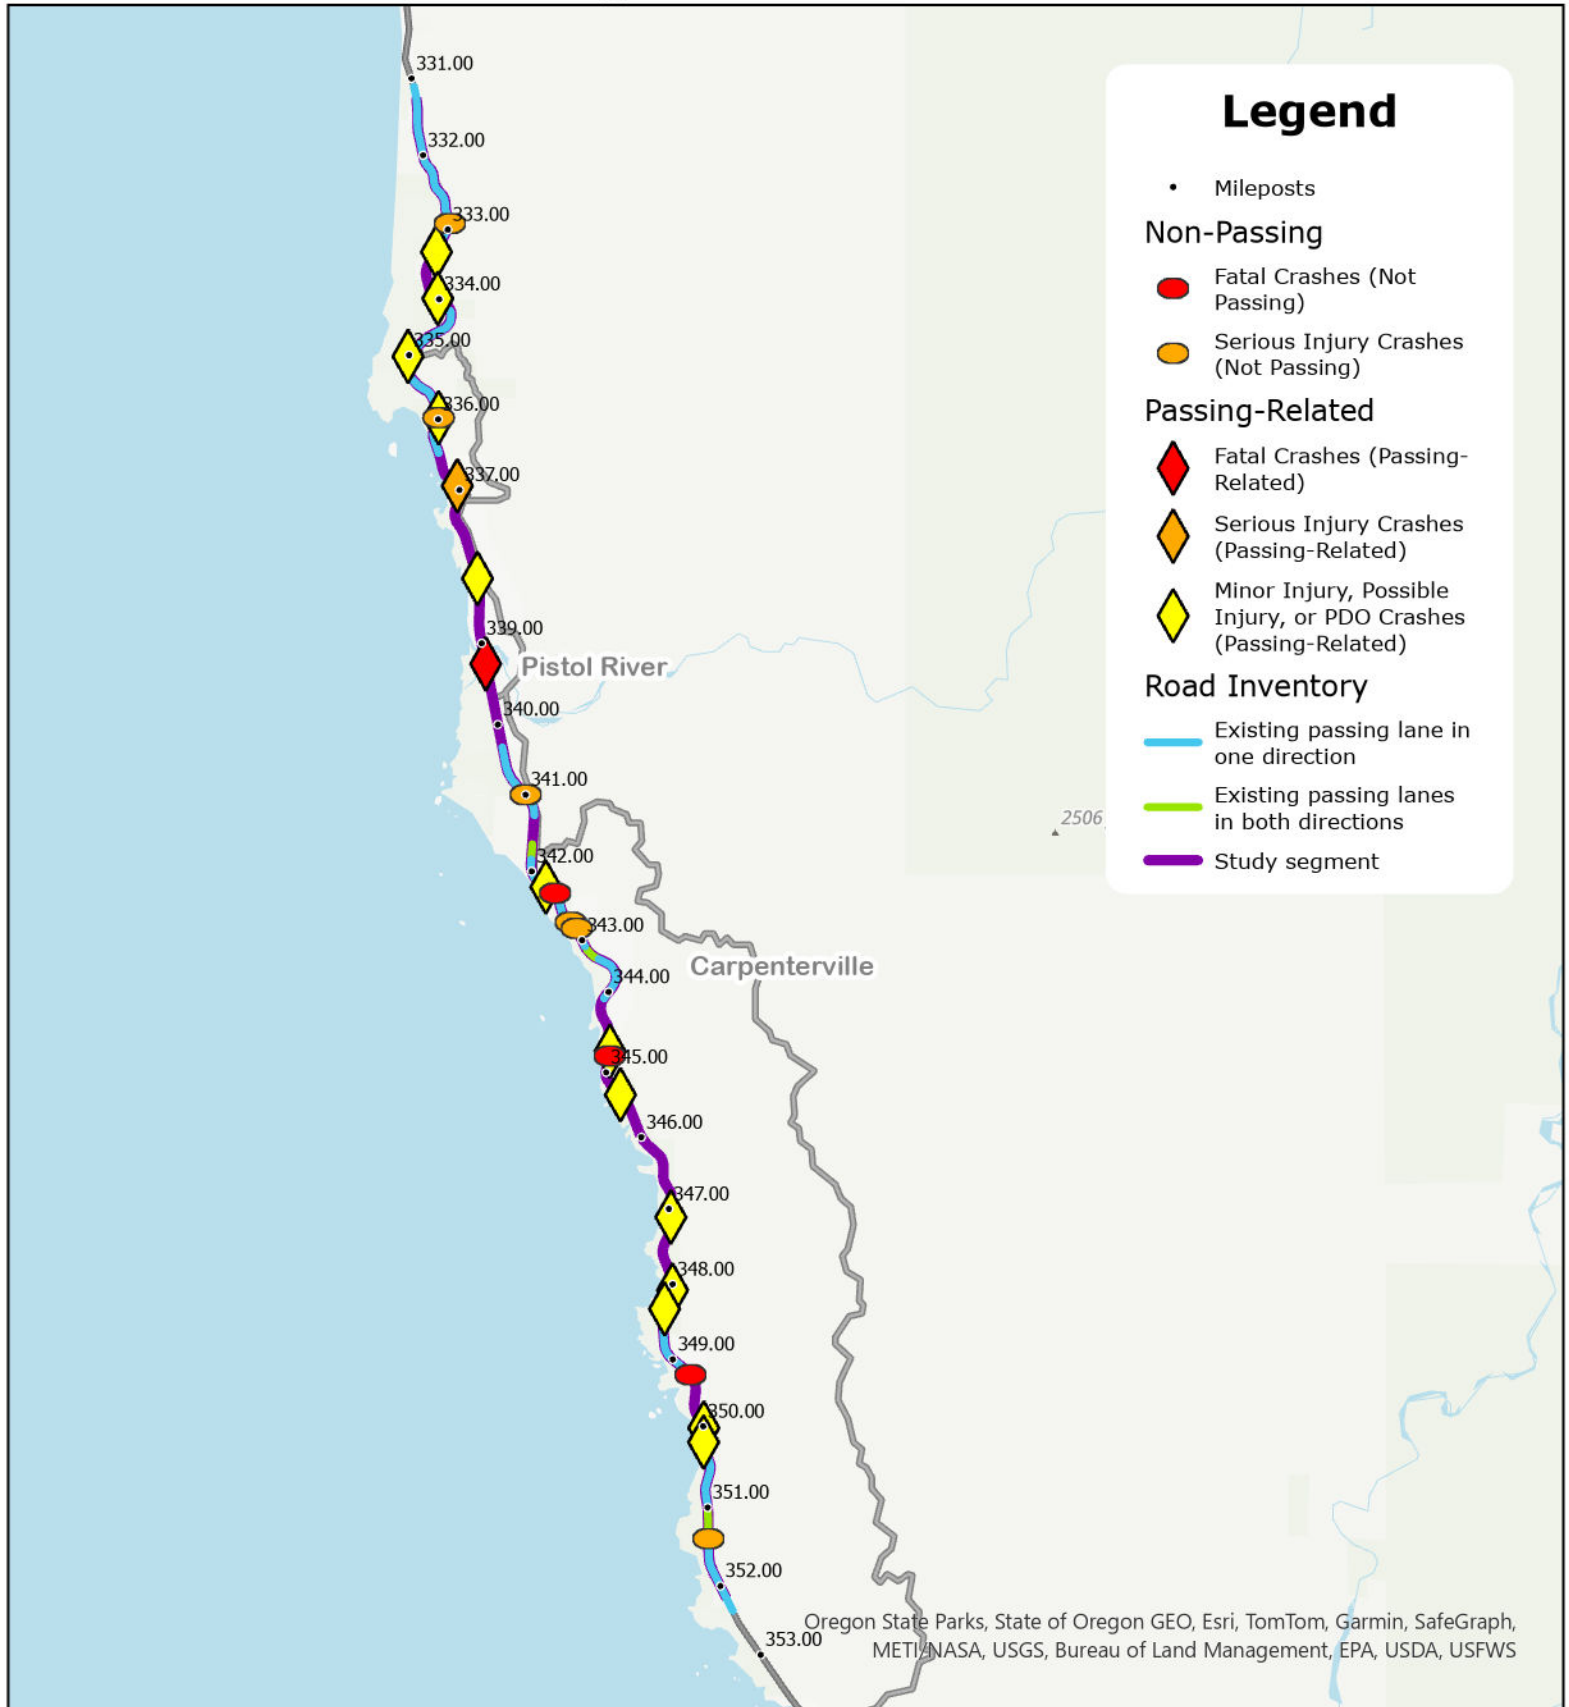 331.00
332.00
333.00
334.00
335.00
336.00
337.00
339.00
Pistol River
340.00
341.00
342.00
343.00
Carpenterville
344.00
345.00
346.00
347.00
348.00
349.00
350.00
351.00
352.00
353.00
2506
Legend
Mileposts
Non-Passing
Fatal Crashes (Not
Passing)
Serious Injury Crashes
(Not Passing)
Passing-Related
Fatal Crashes (Passing-
Related)
Serious Injury Crashes
(Passing-Related)
Minor Injury, Possible
Injury, or PDO Crashes
(Passing-Related)
Road Inventory
Existing passing lane in
one direction
Existing passing lanes
in both directions
Study segment
Oregon State Parks, State of Oregon GEO, Esri, TomTom, Garmin, SafeGraph,
METI/NASA, USGS, Bureau of Land Management, EPA, USDA, USFWS